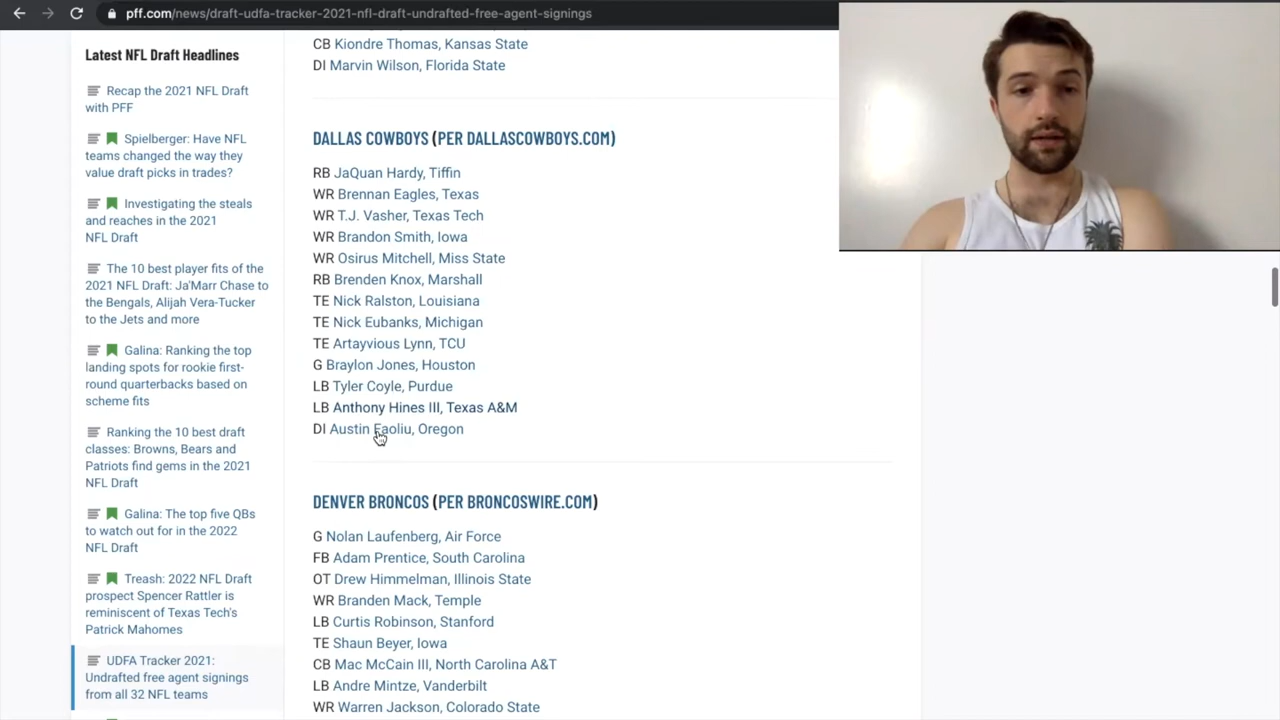 pff.com/news/draft-udfa-tracker-2021-nfl-draft-undrafted-free-agent-signings
Latest NFL Draft Headlines
Recap the 2021 NFL Draft
with PFF
Spielberger: Have NFL
teams changed the way they
value draft picks in trades?
Investigating the steals
and reaches in the 2021
NFL Draft
The 10 best player fits of the
2021 NFL Draft: Ja'Marr Chase to
the Bengals, Alijah Vera-Tucker
to the Jets and more
Galina: Ranking the top
landing spots for rookie first-
round quarterbacks based on
scheme fits
Ranking the 10 best draft
classes: Browns, Bears and
Patriots find gems in the 2021
NFL Draft
Galina: The top five QBs
to watch out for in the 2022
NFL Draft
Treash: 2022 NFL Draft
prospect Spencer Rattler is
reminiscent of Texas Tech's
Patrick Mahomes
UDFA Tracker 2021:
Undrafted free agent signings
from all 32 NFL teams
CB Kiondre Thomas, Kansas State
DI Marvin Wilson, Florida State
DALLAS COWBOYS (PER DALLASCOWBOYS.COM)
RB JaQuan Hardy, Tiffin
WR Brennan Eagles, Texas
WR T.J. Vasher, Texas Tech
WR Brandon Smith, Iowa
WR Osirus Mitchell, Miss State
RB Brenden Knox, Marshall
TE Nick Ralston, Louisiana
TE Nick Eubanks, Michigan
TE Artayvious Lynn, TCU
G Braylon Jones, Houston
LB Tyler Coyle, Purdue
LB Anthony Hines III, Texas A&M
DI Austin Faoliu, Oregon
DENVER BRONCOS (PER BRONCOSWIRE.COM)
G Nolan Laufenberg, Air Force
FB Adam Prentice, South Carolina
OT Drew Himmelman, Illinois State
WR Branden Mack, Temple
LB Curtis Robinson, Stanford
TE Shaun Beyer, Iowa
CB Mac McCain III, North Carolina A&T
LB Andre Mintze, Vanderbilt
WR Warren Jackson, Colorado State